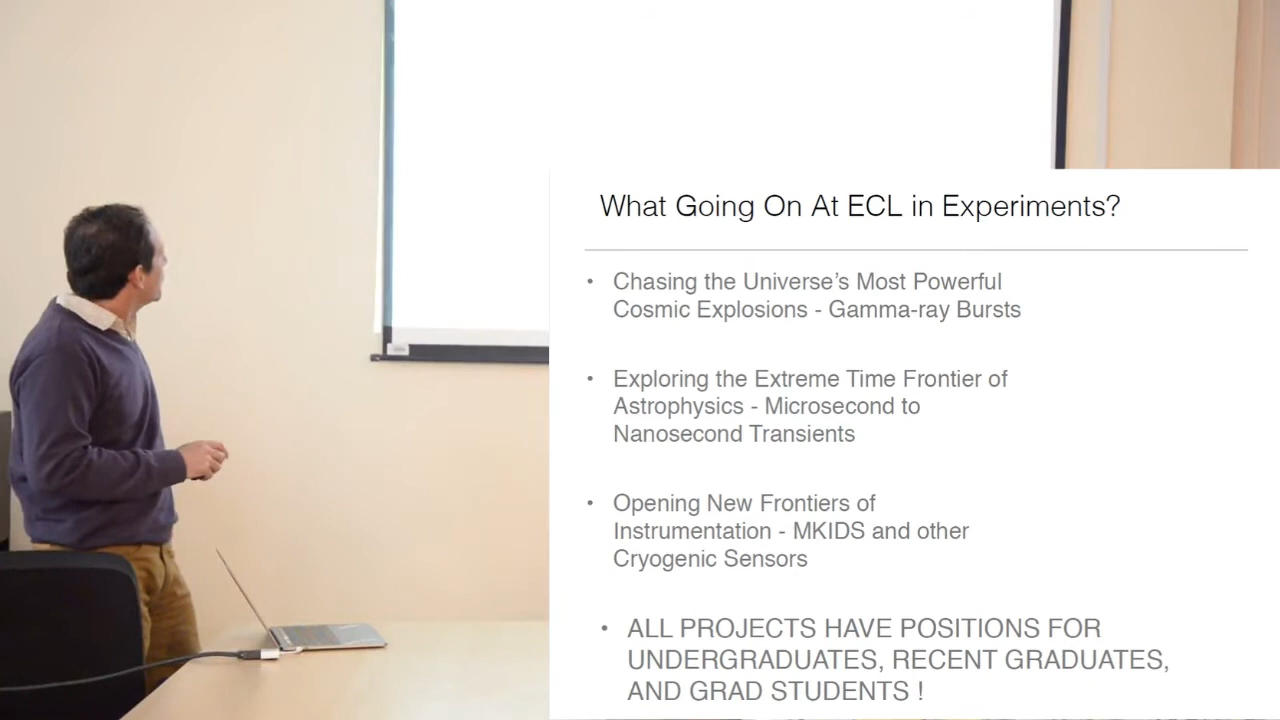 What Going On At ECL in Experiments?
• Chasing the Universe's Most Powerful
Cosmic Explosions - Gamma-ray Bursts
• Exploring the Extreme Time Frontier of
Astrophysics - Microsecond to
Nanosecond Transients
• Opening New Frontiers of
Instrumentation - MKIDS and other
Cryogenic Sensors
• ALL PROJECTS HAVE POSITIONS FOR
UNDERGRADUATES, RECENT GRADUATES,
AND GRAD STUDENTS !